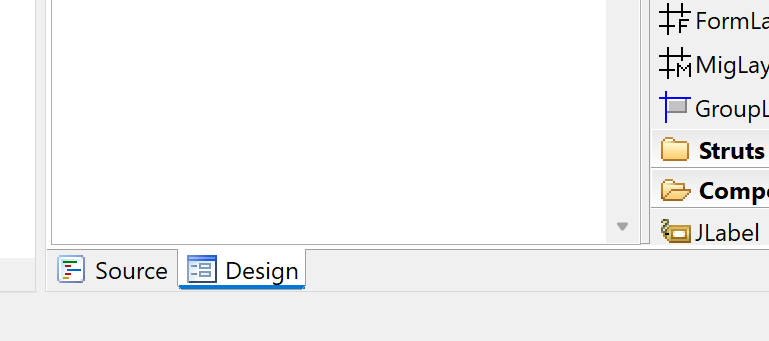 FormLa
MigLay
GroupL
Struts
Compo
JLabel
Source
Design